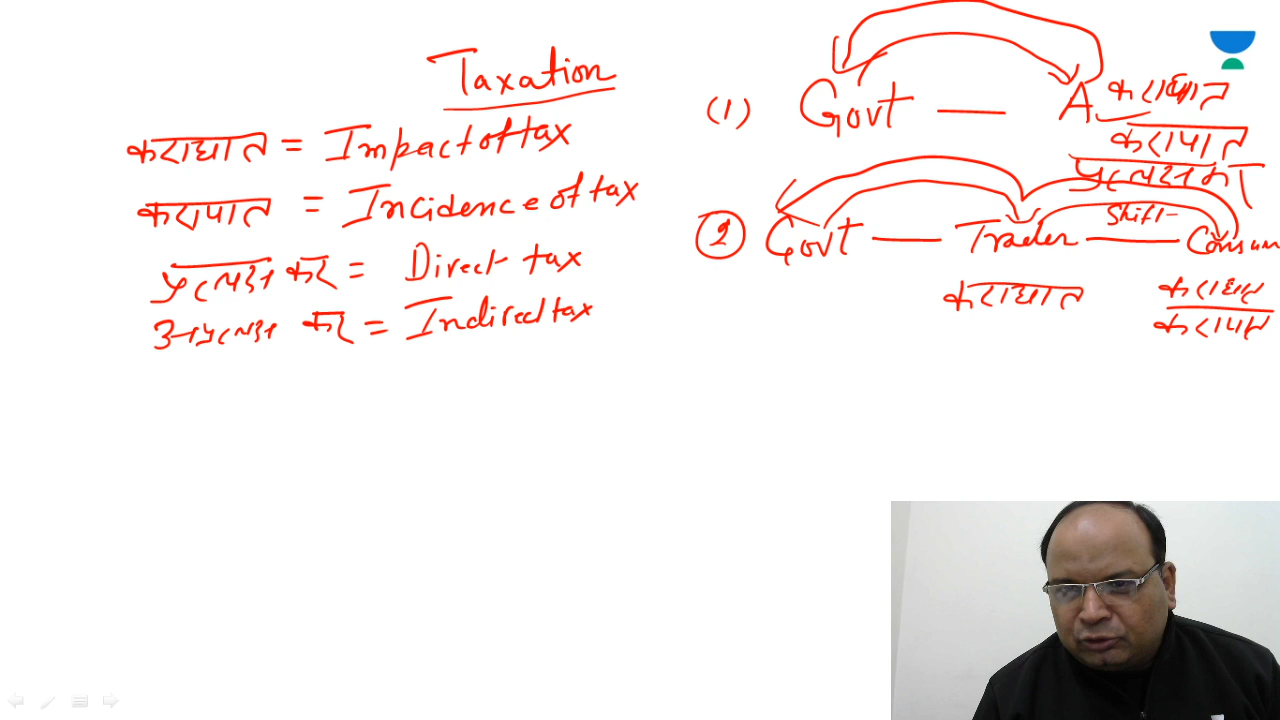 Taxation
कराघात = Impact of tax
करापात = Incidence of tax
प्रत्यक्ष कर = Direct tax
अप्रत्यक्ष कर = Indirect tax
(1) Govt — A कराघात
करापात
प्रत्यक्ष कर
② Govt — Trader — Shift — Consum
कराघात कराघात
करापात